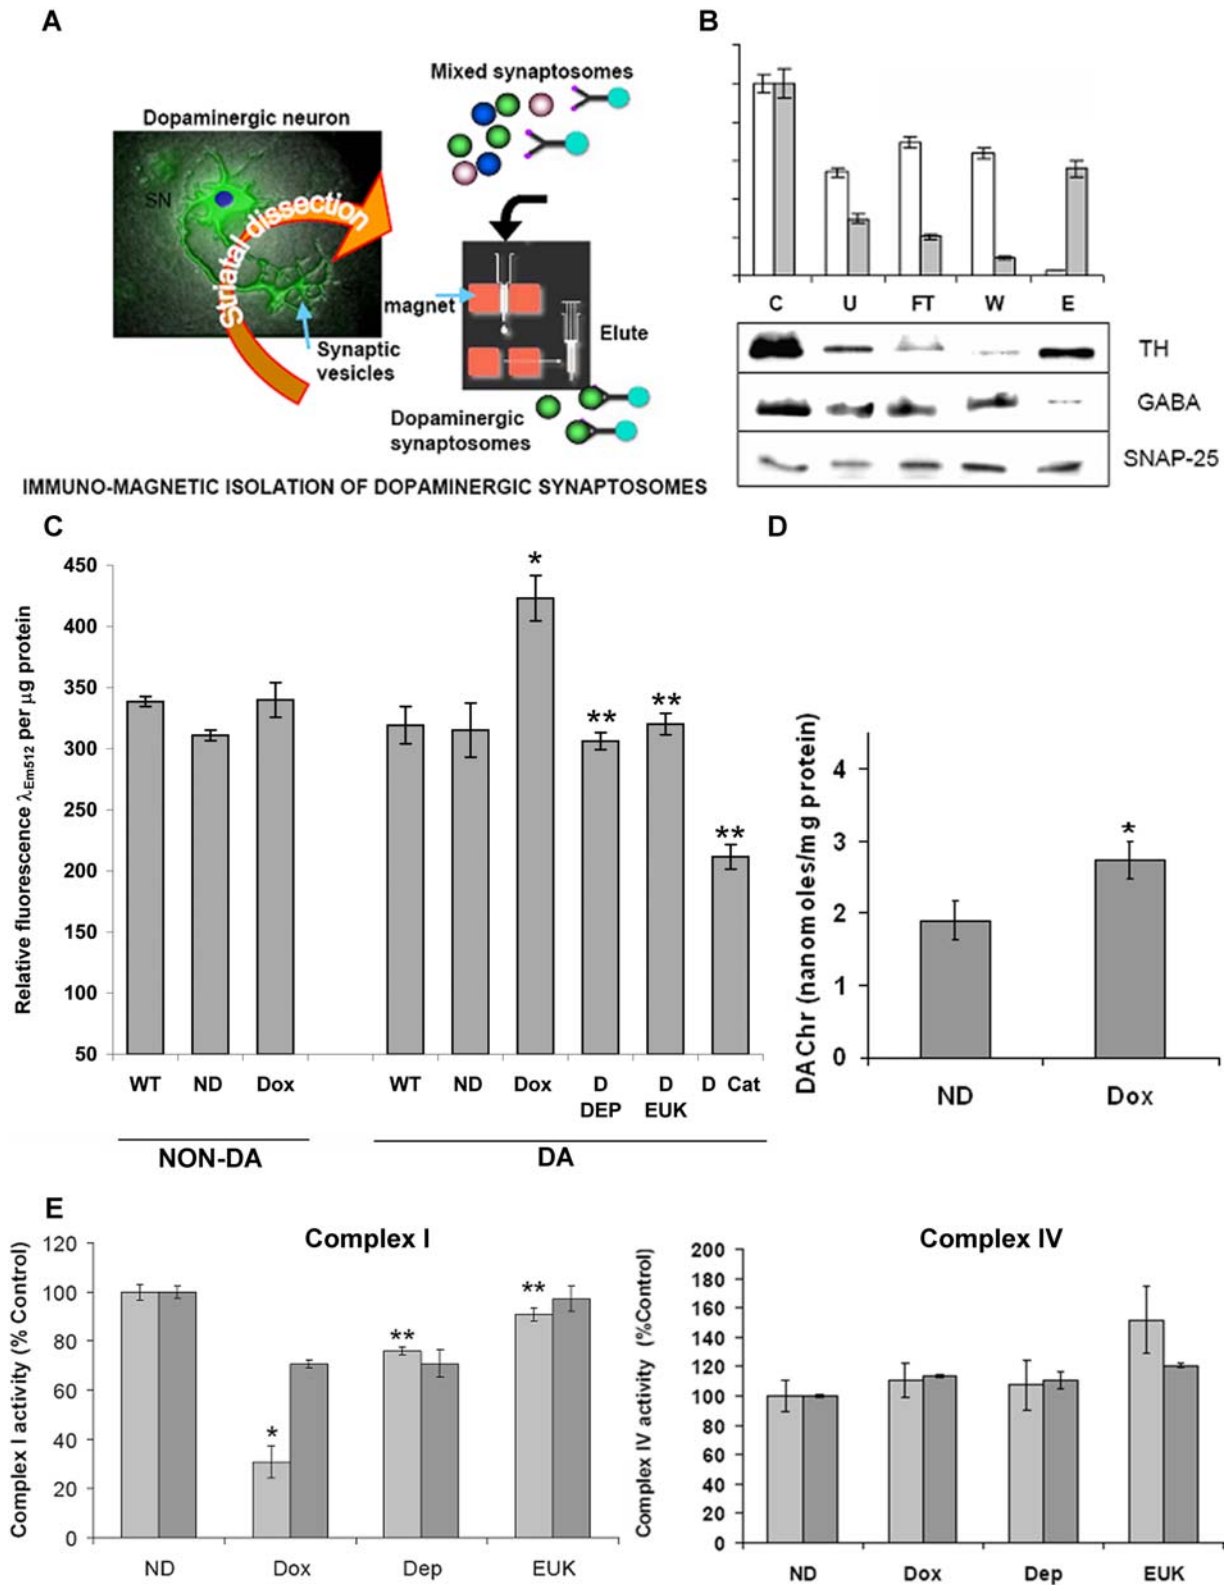 A
Mixed synaptosomes
Dopaminergic neuron
SN
Striatal dissection
magnet
Elute
Synaptic
vesicles
Dopaminergic
synaptosomes
IMMUNO-MAGNETIC ISOLATION OF DOPAMINERGIC SYNAPTOSOMES
B
C U FT W E
TH
GABA
SNAP-25
C
Relative fluorescence λEm512 per µg protein
450
400
350
300
250
200
150
100
50
*
**
**
**
WT ND Dox WT ND Dox D D D Cat
DEP EUK
NON-DA DA
D
DAChr (nanomoles/mg protein)
4
3
2
1
0
*
ND Dox
E
Complex I
Complex I activity (% Control)
120
100
80
60
40
20
0
*
**
**
ND Dox Dep EUK
Complex IV
Complex IV activity (%Control)
200
180
160
140
120
100
80
60
40
20
0
ND Dox Dep EUK